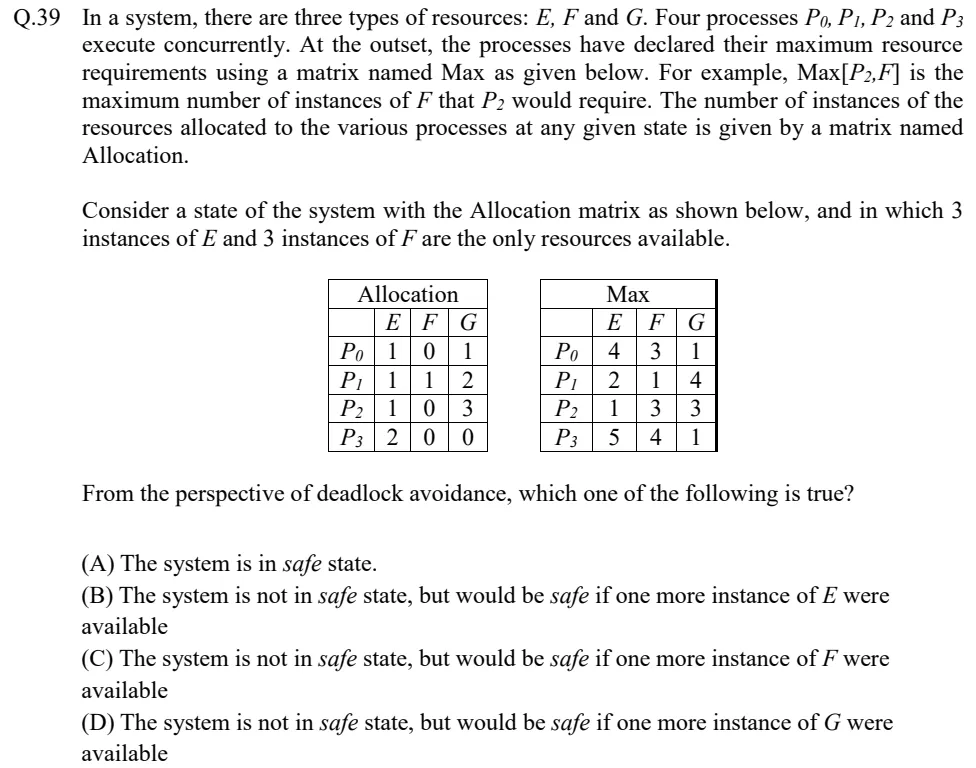 Q.39 In a system, there are three types of resources: E, F and G. Four processes P0, P1, P2 and P3
execute concurrently. At the outset, the processes have declared their maximum resource
requirements using a matrix named Max as given below. For example, Max[P2,F] is the
maximum number of instances of F that P2 would require. The number of instances of the
resources allocated to the various processes at any given state is given by a matrix named
Allocation.
Consider a state of the system with the Allocation matrix as shown below, and in which 3
instances of E and 3 instances of F are the only resources available.
Allocation
E F G
P0 1 0 1
P1 1 1 2
P2 1 0 3
P3 2 0 0
Max
E F G
P0 4 3 1
P1 2 1 4
P2 1 3 3
P3 5 4 1
From the perspective of deadlock avoidance, which one of the following is true?
(A) The system is in safe state.
(B) The system is not in safe state, but would be safe if one more instance of E were
available
(C) The system is not in safe state, but would be safe if one more instance of F were
available
(D) The system is not in safe state, but would be safe if one more instance of G were
available